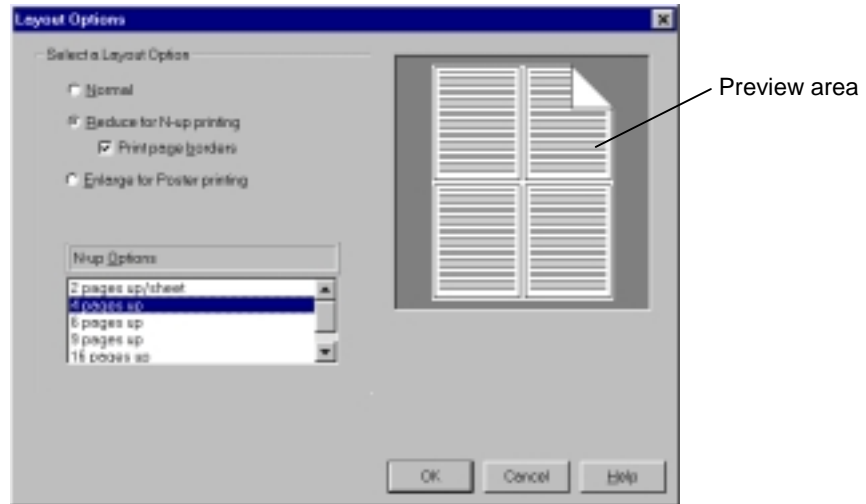 Layout Options
Select a Layout Option
Normal
Reduce for N-up printing
Print page borders
Enlarge for Poster printing
N-up Options
2 pages up/sheet
4 pages up
6 pages up
9 pages up
16 pages up
Preview area
OK
Cancel
Help